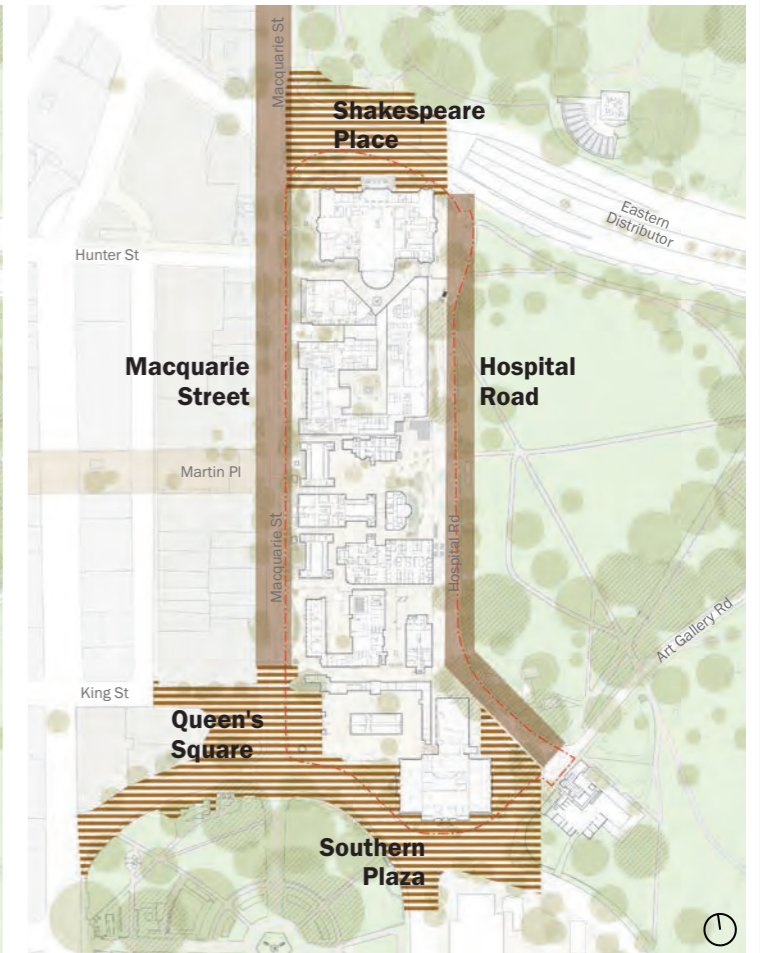 Macquarie St
Shakespeare
Place
Eastern
Distributor
Hunter St
Macquarie
Street
Hospital
Road
Martin Pl
Macquarie St
Hospital Rd
Art Gallery Rd
King St
Queen's
Square
Southern
Plaza